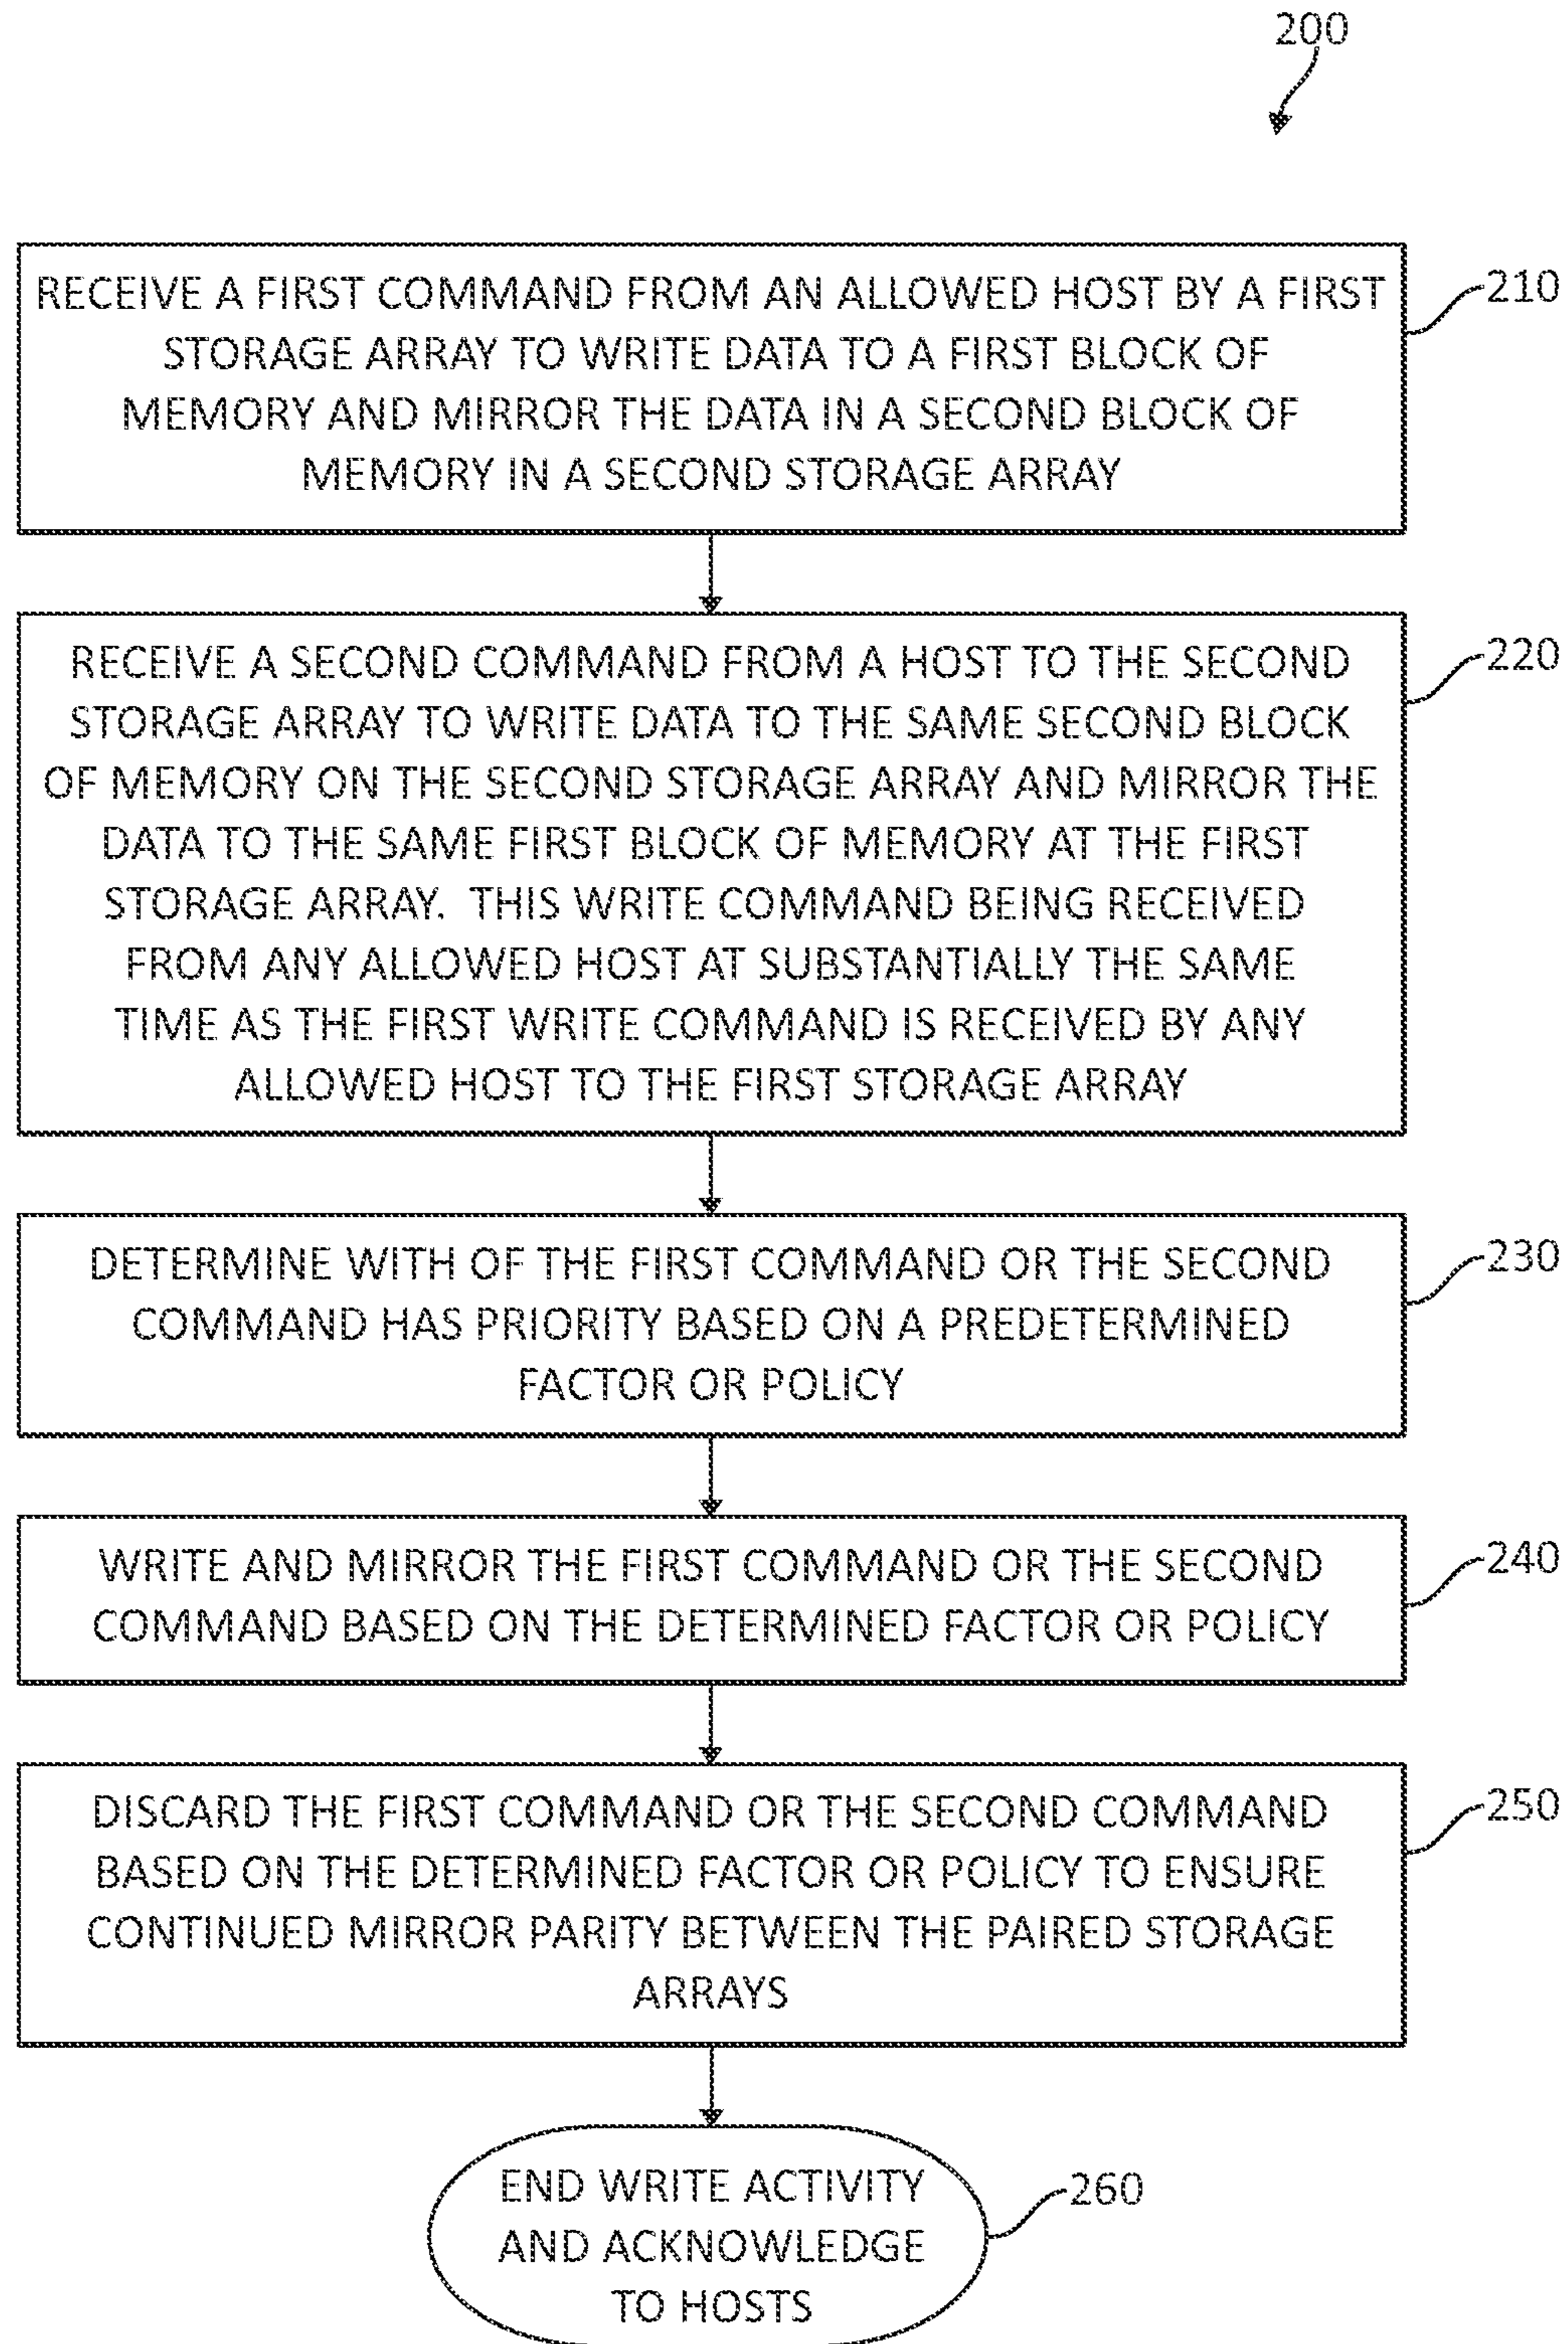 200
RECEIVE A FIRST COMMAND FROM AN ALLOWED HOST BY A FIRST
STORAGE ARRAY TO WRITE DATA TO A FIRST BLOCK OF
MEMORY AND MIRROR THE DATA IN A SECOND BLOCK OF
MEMORY IN A SECOND STORAGE ARRAY
210
RECEIVE A SECOND COMMAND FROM A HOST TO THE SECOND
STORAGE ARRAY TO WRITE DATA TO THE SAME SECOND BLOCK
OF MEMORY ON THE SECOND STORAGE ARRAY AND MIRROR THE
DATA TO THE SAME FIRST BLOCK OF MEMORY AT THE FIRST
STORAGE ARRAY. THIS WRITE COMMAND BEING RECEIVED
FROM ANY ALLOWED HOST AT SUBSTANTIALLY THE SAME
TIME AS THE FIRST WRITE COMMAND IS RECEIVED BY ANY
ALLOWED HOST TO THE FIRST STORAGE ARRAY
220
DETERMINE WITH OF THE FIRST COMMAND OR THE SECOND
COMMAND HAS PRIORITY BASED ON A PREDETERMINED
FACTOR OR POLICY
230
WRITE AND MIRROR THE FIRST COMMAND OR THE SECOND
COMMAND BASED ON THE DETERMINED FACTOR OR POLICY
240
DISCARD THE FIRST COMMAND OR THE SECOND COMMAND
BASED ON THE DETERMINED FACTOR OR POLICY TO ENSURE
CONTINUED MIRROR PARITY BETWEEN THE PAIRED STORAGE
ARRAYS
250
END WRITE ACTIVITY
AND ACKNOWLEDGE
TO HOSTS
260